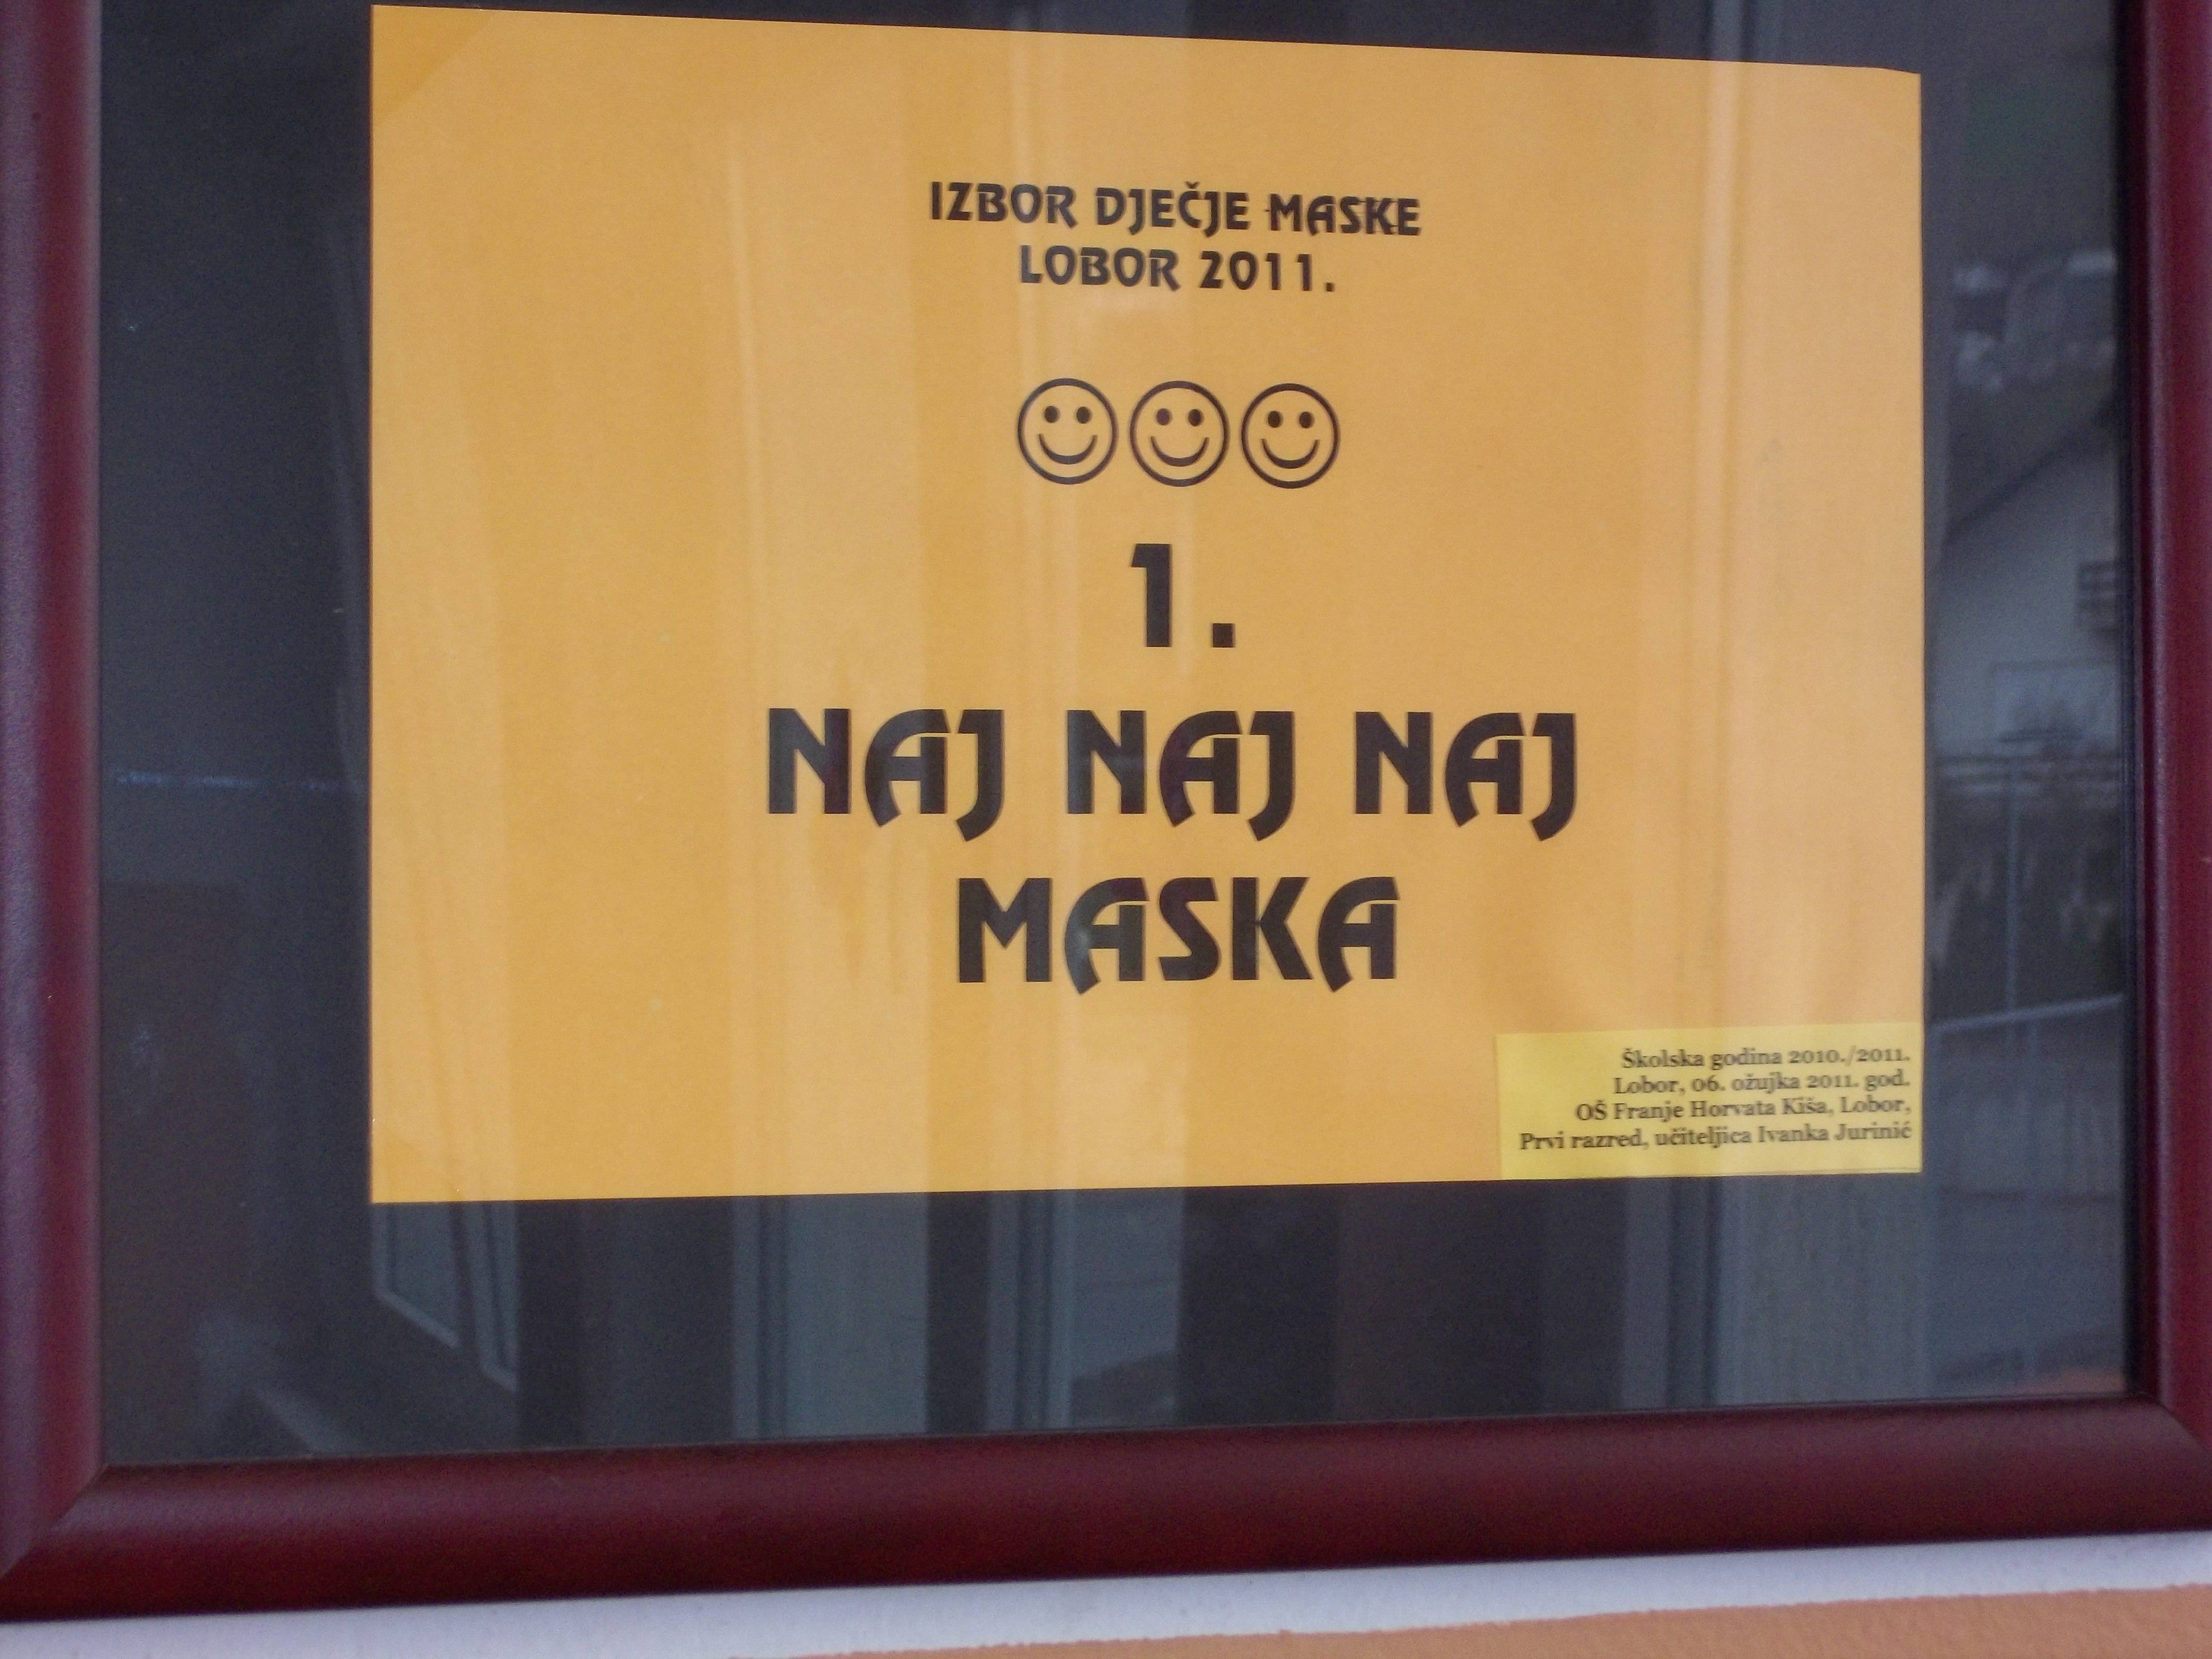 IZBOR DJEČJE MASKE
LOBOR 2011.
1.
NAJ NAJ NAJ
MASKA
Školska godina 2010./2011.
Lobor, 06. ožujka 2011. god.
OŠ Franje Horvata Kiša, Lobor,
Prvi razred, učiteljica Ivanka Jurinić